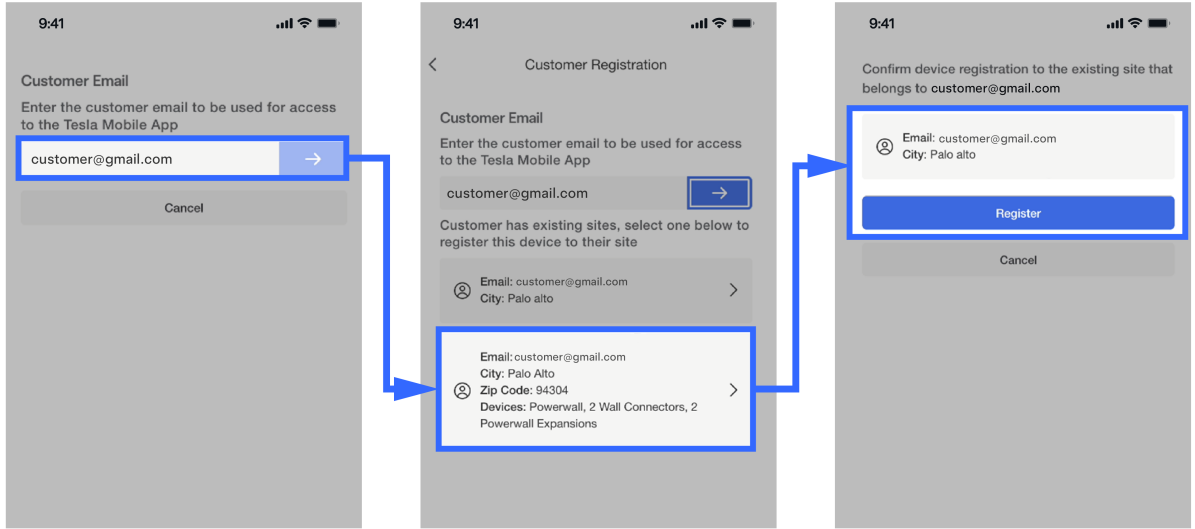 9:41
Customer Email
Enter the customer email to be used for access
to the Tesla Mobile App
customer@gmail.com
Cancel
9:41
Customer Registration
Customer Email
Enter the customer email to be used for access
to the Tesla Mobile App
customer@gmail.com
Customer has existing sites, select one below to
register this device to their site
Email: customer@gmail.com
City: Palo alto
Email: customer@gmail.com
City: Palo Alto
Zip Code: 94304
Devices: Powerwall, 2 Wall Connectors, 2
Powerwall Expansions
9:41
Confirm device registration to the existing site that
belongs to customer@gmail.com
Email: customer@gmail.com
City: Palo alto
Register
Cancel